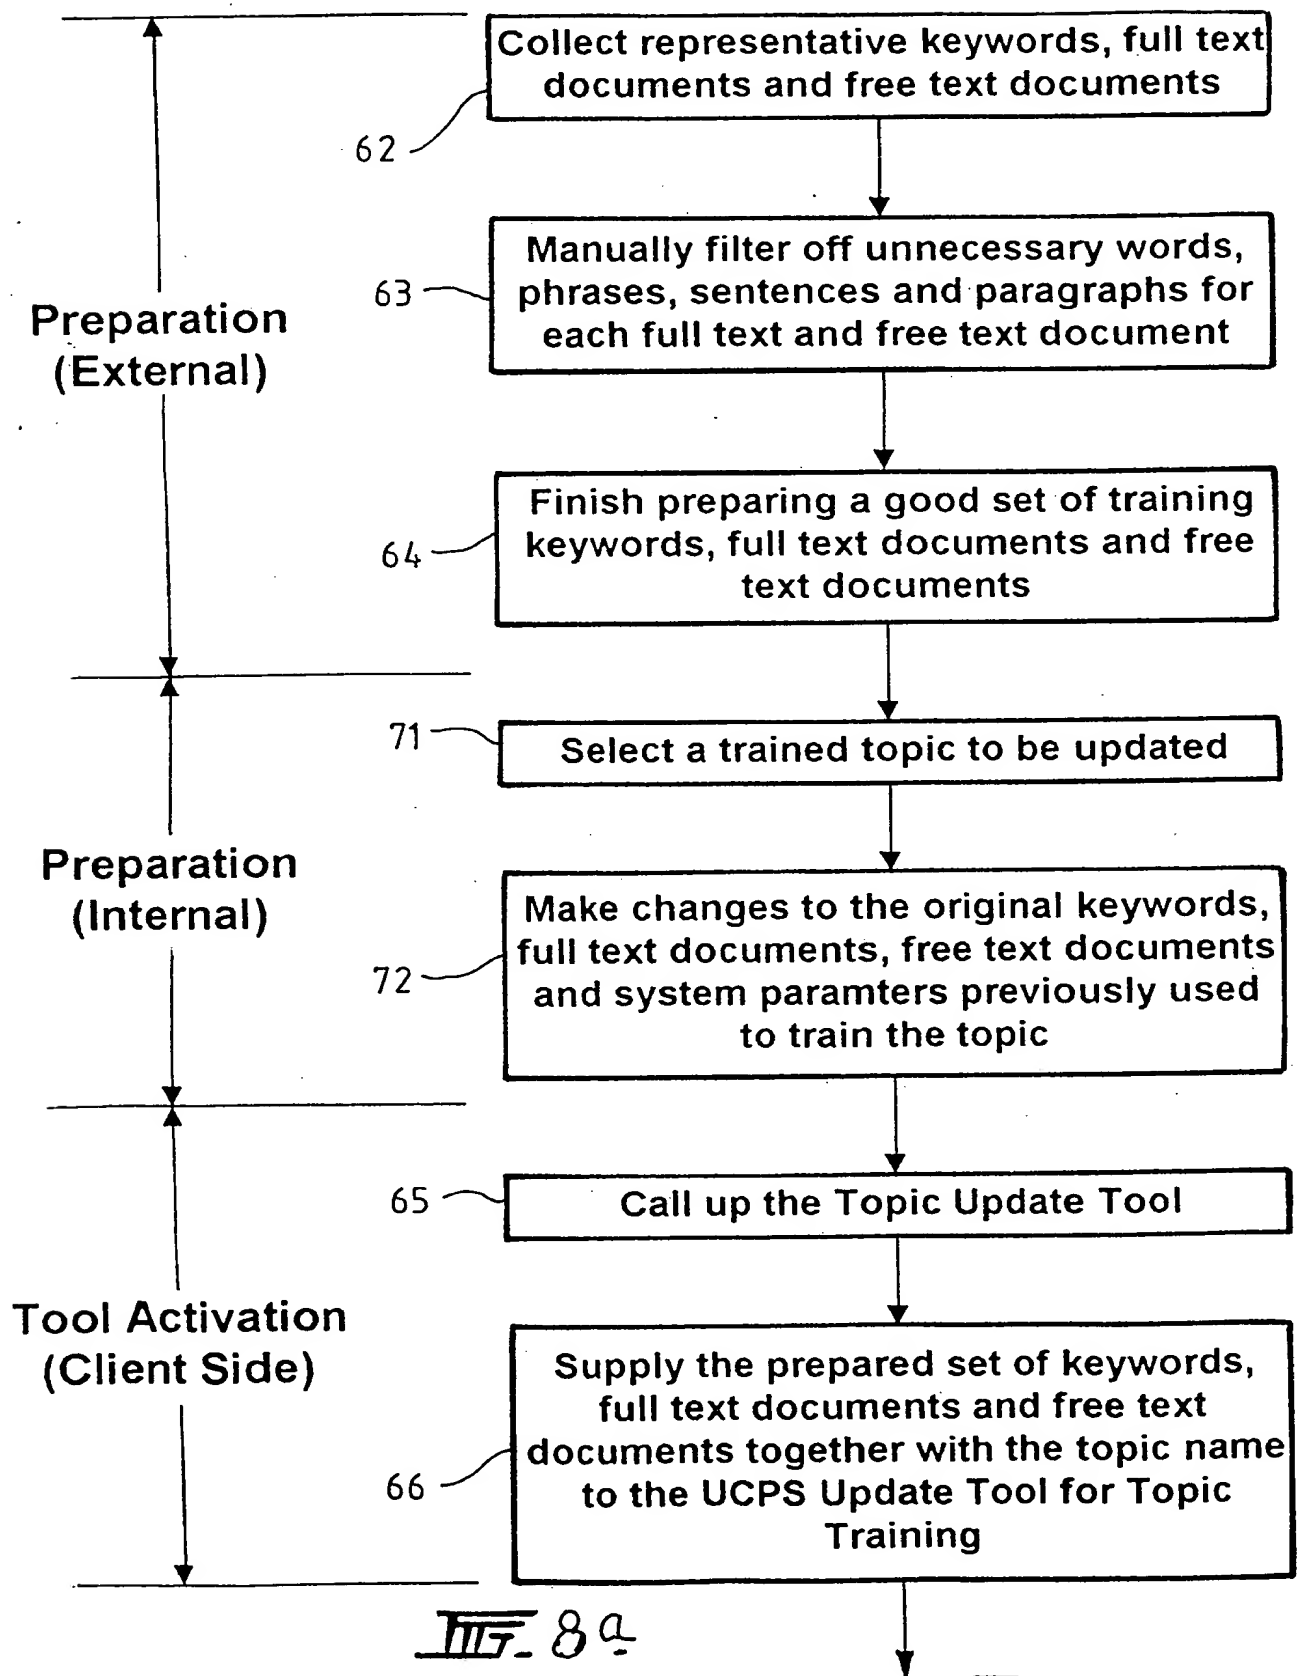 Collect representative keywords, full text
documents and free text documents
62
Manually filter off unnecessary words,
phrases, sentences and paragraphs for
each full text and free text document
63
Preparation
(External)
Finish preparing a good set of training
keywords, full text documents and free
text documents
64
71
Select a trained topic to be updated
Preparation
(Internal)
Make changes to the original keywords,
full text documents, free text documents
and system paramters previously used
to train the topic
72
65
Call up the Topic Update Tool
Tool Activation
(Client Side)
Supply the prepared set of keywords,
full text documents and free text
documents together with the topic name
to the UCPS Update Tool for Topic
Training
66
FIG. 8a